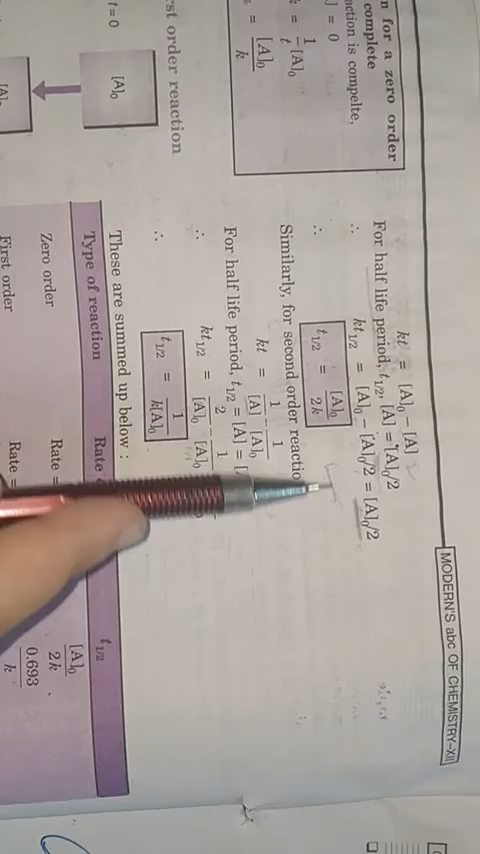 MODERN'S abc OF CHEMISTRY–XII
n for a zero order
complete
action is compelte,
] = 0
k = 1/t [A]₀
= [A]₀/k
t = 0
[A]₀
rst order reaction
kt = [A]₀ – [A]
For half life period, t₁/₂, [A] = [A]₀/2
∴ kt₁/₂ = [A]₀ – [A]₀/2 = [A]₀/2
∴ t₁/₂ = [A]₀/2k
Similarly, for second order reactio
kt = 1/[A] 1/[A]₀
For half life period, t₁/₂ = [A] = [
∴ kt₁/₂ = 2/[A]₀ – 1/[A]₀
∴ t₁/₂ = 1/k[A]₀
These are summed up below :
Type of reaction Rate t₁/₂
Zero order Rate = [A]₀/2k
First order Rate = 0.693/k